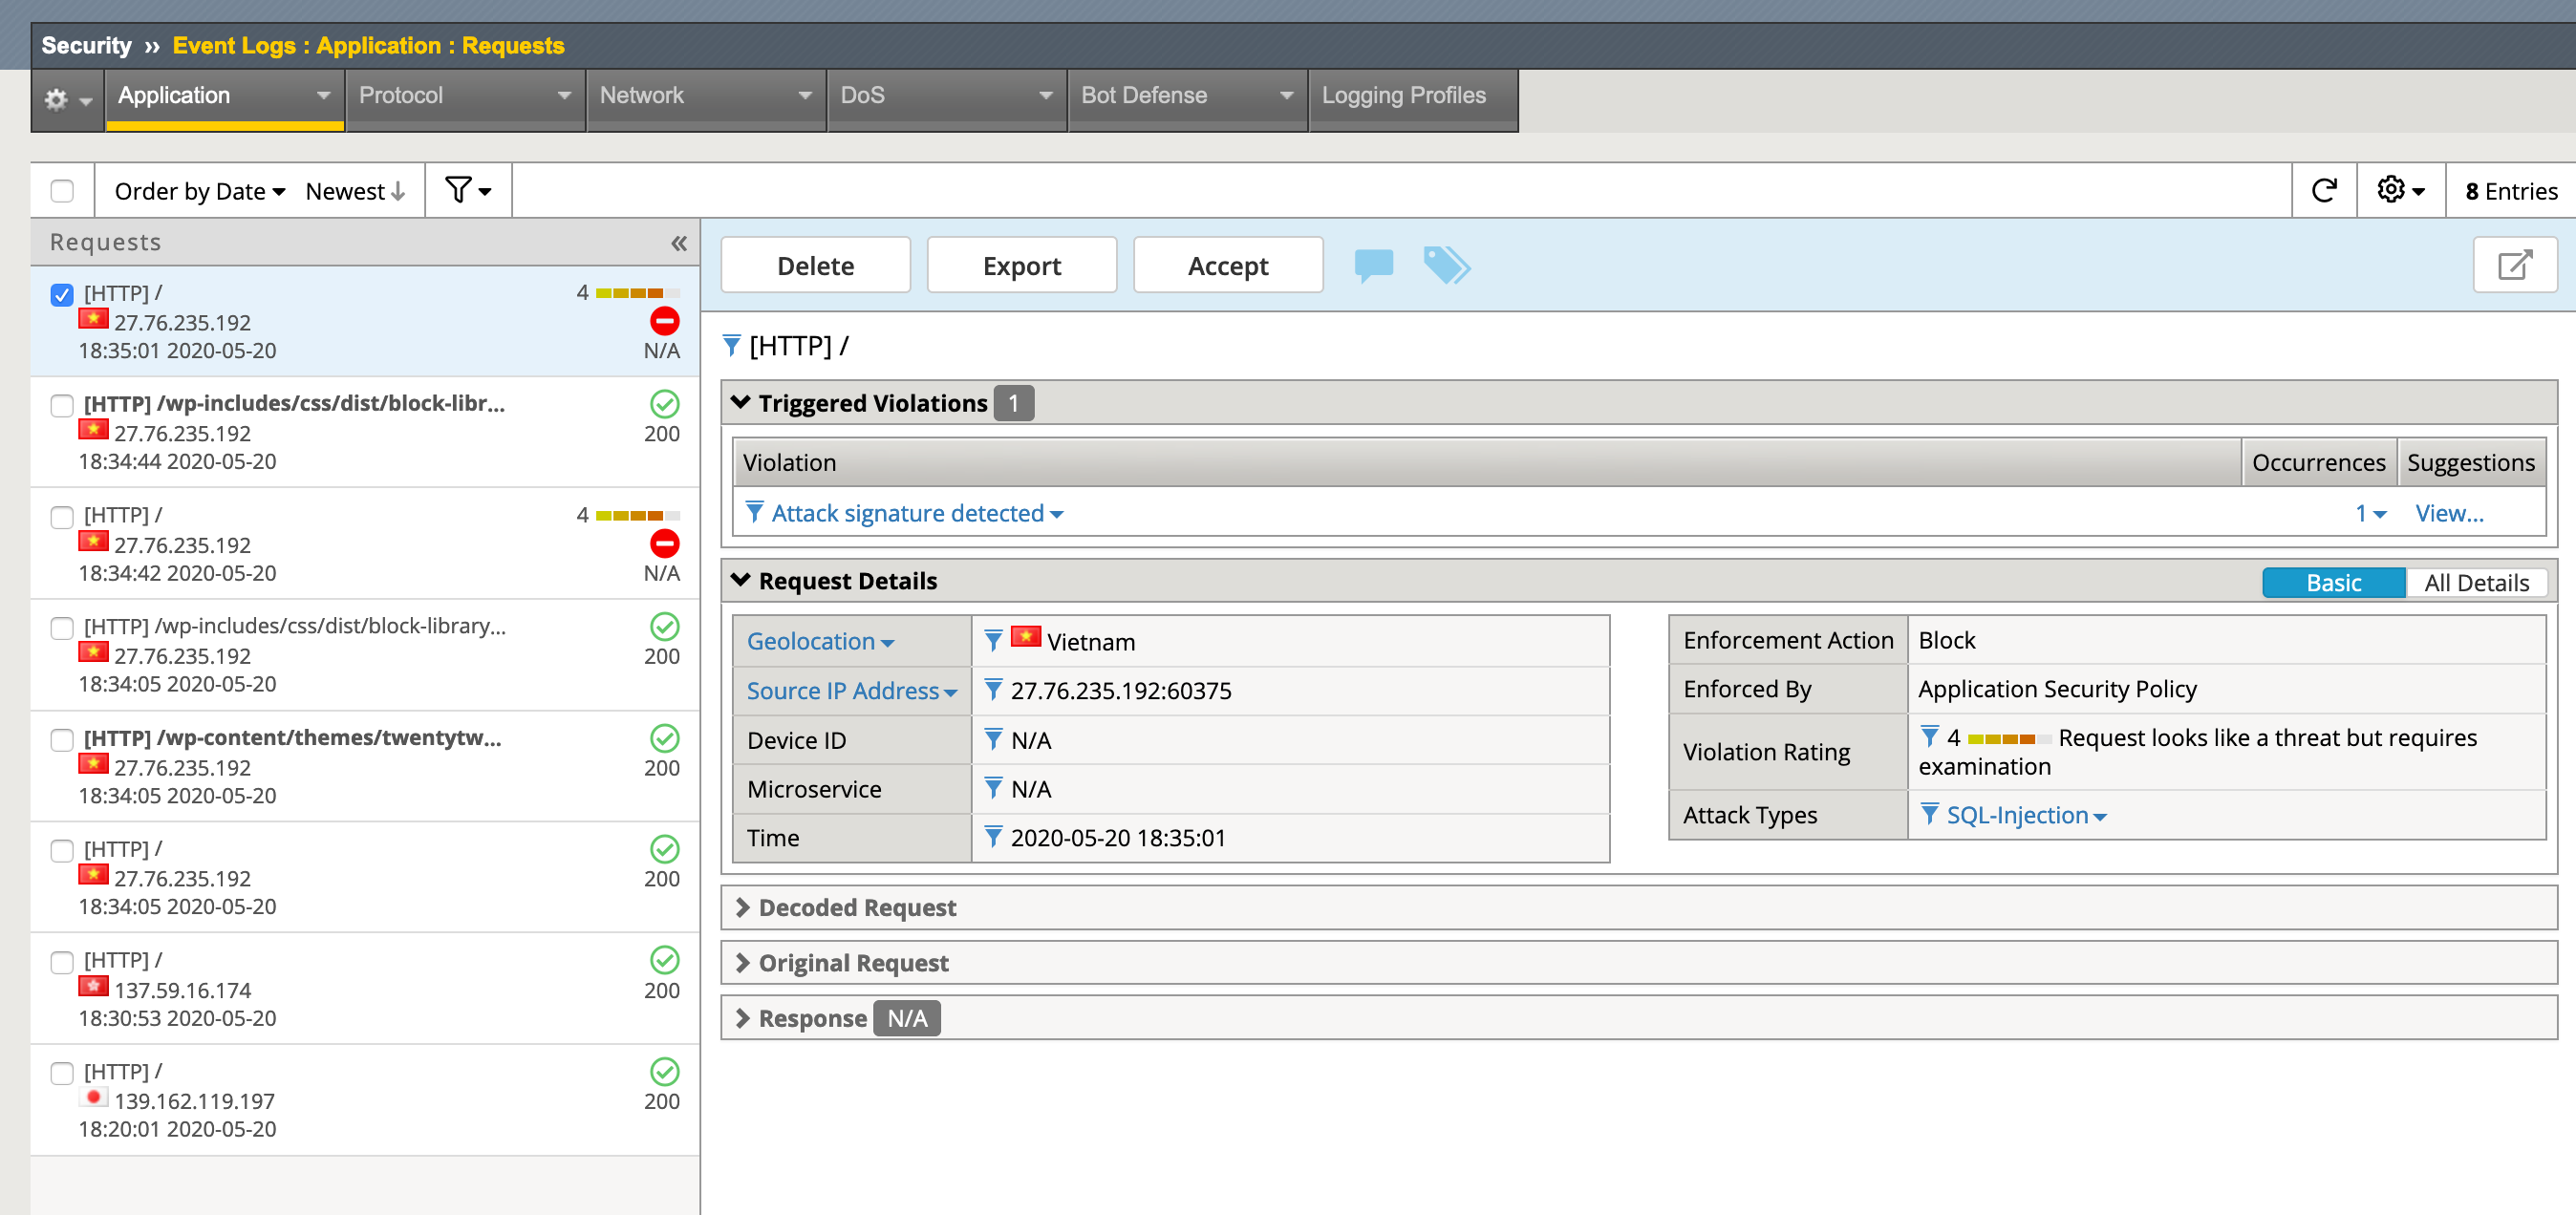 Security ›› Event Logs : Application : Requests
Application Protocol Network DoS Bot Defense Logging Profiles
Order by Date Newest 8 Entries
Requests «
[HTTP] / 4
27.76.235.192
18:35:01 2020-05-20 N/A
[HTTP] /wp-includes/css/dist/block-libr...
27.76.235.192 200
18:34:44 2020-05-20
[HTTP] / 4
27.76.235.192
18:34:42 2020-05-20 N/A
[HTTP] /wp-includes/css/dist/block-library...
27.76.235.192 200
18:34:05 2020-05-20
[HTTP] /wp-content/themes/twentytw...
27.76.235.192 200
18:34:05 2020-05-20
[HTTP] /
27.76.235.192 200
18:34:05 2020-05-20
[HTTP] /
137.59.16.174 200
18:30:53 2020-05-20
[HTTP] /
139.162.119.197 200
18:20:01 2020-05-20
Delete Export Accept
[HTTP] /
Triggered Violations 1
Violation Occurrences Suggestions
Attack signature detected 1 View...
Request Details Basic All Details
Geolocation Vietnam
Source IP Address 27.76.235.192:60375
Device ID N/A
Microservice N/A
Time 2020-05-20 18:35:01
Enforcement Action Block
Enforced By Application Security Policy
Violation Rating 4 Request looks like a threat but requires
examination
Attack Types SQL-Injection
Decoded Request
Original Request
Response N/A